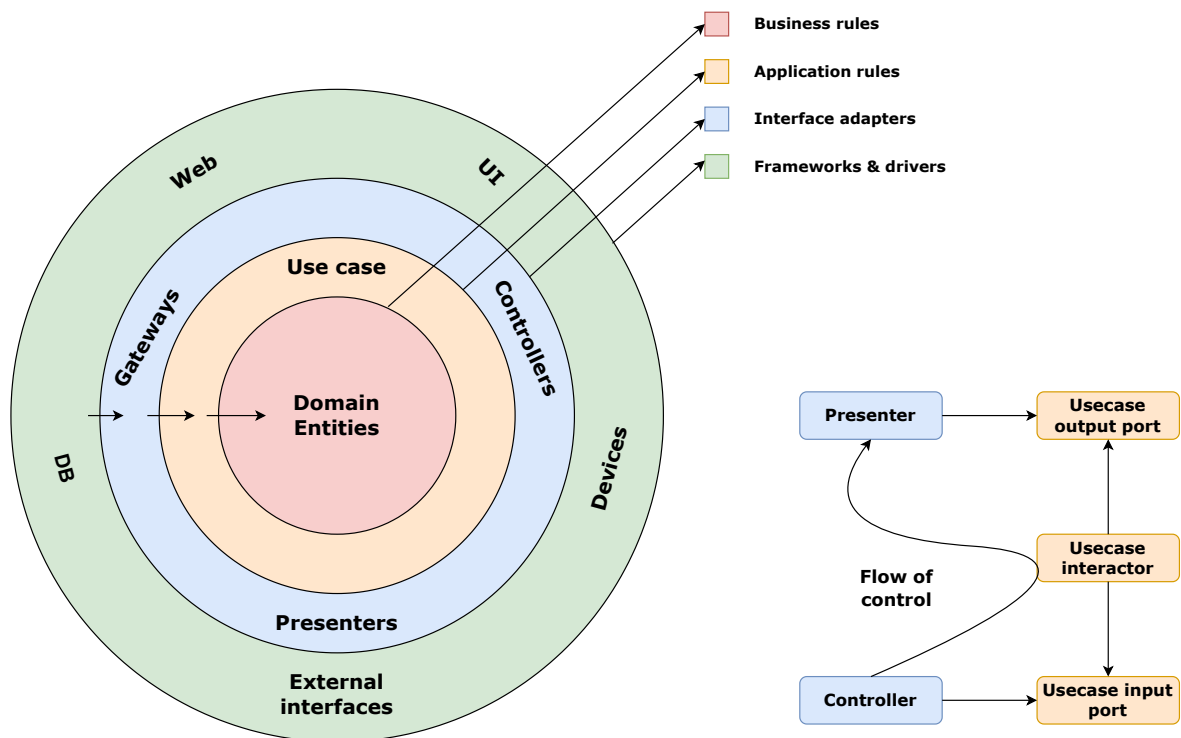 Business rules
Application rules
Interface adapters
Frameworks & drivers
Web
UI
Use case
Gateways
Controllers
Domain
Entities
DB
Devices
Presenters
External
interfaces
Presenter
Usecase
output port
Usecase
interactor
Flow of
control
Controller
Usecase input
port